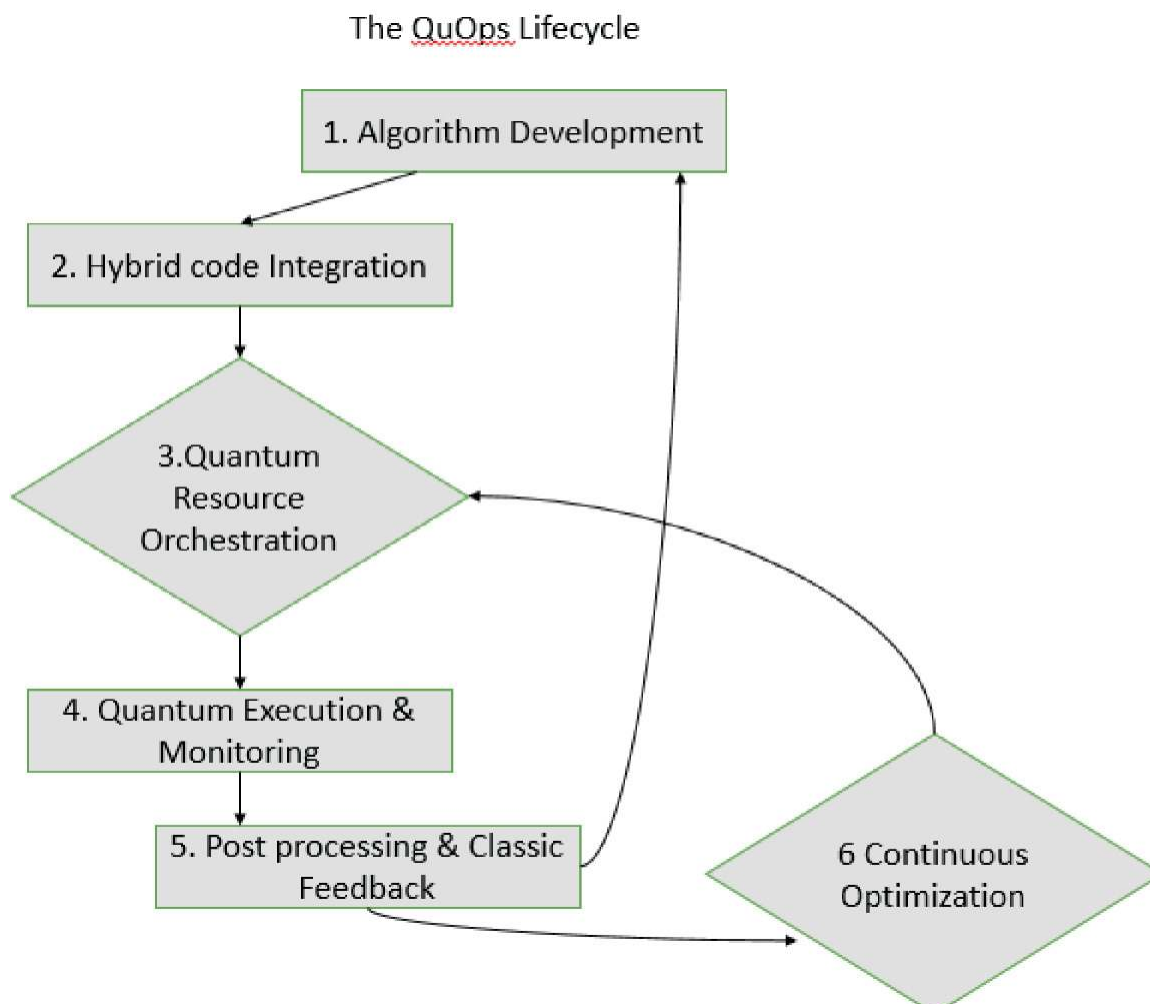 The QuOps Lifecycle
1. Algorithm Development
2. Hybrid code Integration
3.Quantum
Resource
Orchestration
4. Quantum Execution &
Monitoring
5. Post processing & Classic
Feedback
6 Continuous
Optimization